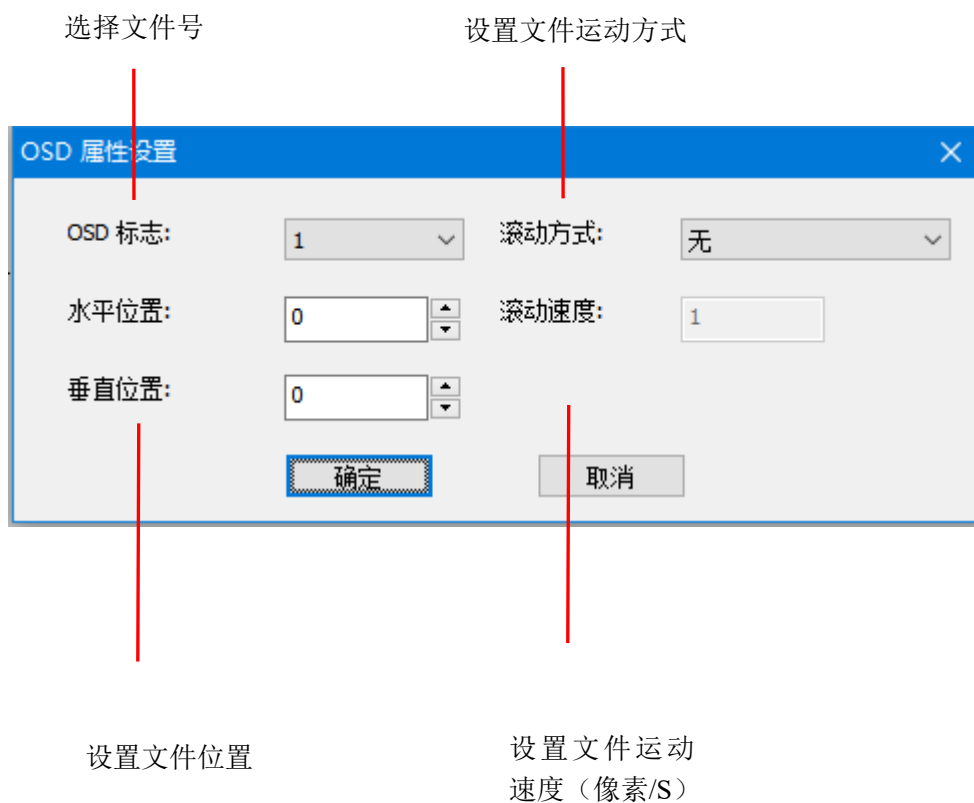 选择文件号
设置文件运动方式
OSD 属性设置
OSD 标志:
1
滚动方式:
无
水平位置:
0
滚动速度:
1
垂直位置:
0
确定
取消
设置文件位置
设置文件运动
速度（像素/S）